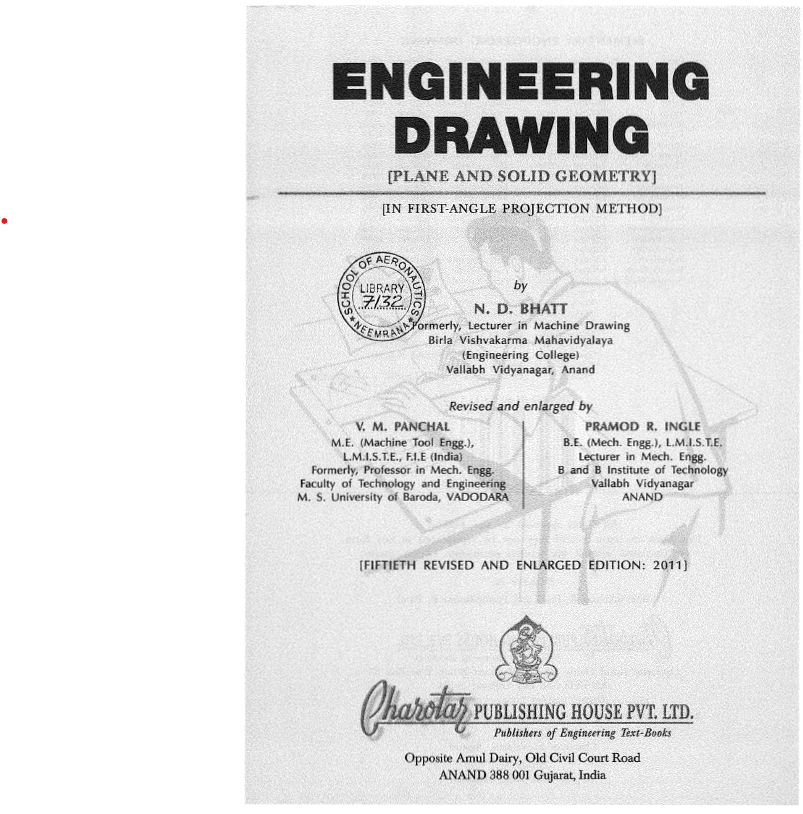 ENGINEERING
DRAWING
[PLANE AND SOLID GEOMETRY]
[IN FIRST-ANGLE PROJECTION METHOD]
SCHOOL OF AERONAUTICS
LIBRARY
7132
★ NEEMRANA ★
by
N. D. BHATT
Formerly, Lecturer in Machine Drawing
Birla Vishvakarma Mahavidyalaya
(Engineering College)
Vallabh Vidyanagar, Anand
Revised and enlarged by
V. M. PANCHAL
M.E. (Machine Tool Engg.),
L.M.I.S.T.E., F.I.E (India)
Formerly, Professor in Mech. Engg.
Faculty of Technology and Engineering
M. S. University of Baroda, VADODARA
PRAMOD R. INGLE
B.E. (Mech. Engg.), L.M.I.S.T.E.
Lecturer in Mech. Engg.
B and B Institute of Technology
Vallabh Vidyanagar
ANAND
[FIFTIETH REVISED AND ENLARGED EDITION: 2011]
Charotar PUBLISHING HOUSE PVT. LTD.
Publishers of Engineering Text-Books
Opposite Amul Dairy, Old Civil Court Road
ANAND 388 001 Gujarat, India